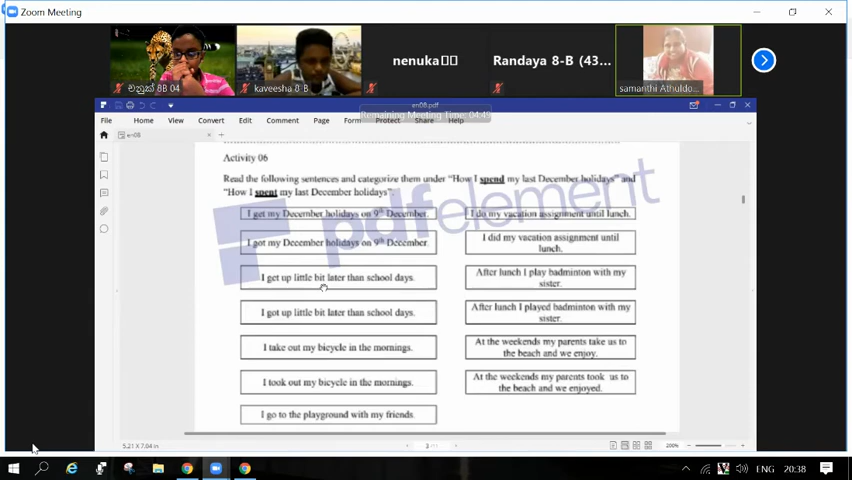 Zoom Meeting
චනුක් 8B 04
kaveesha 8 B
nenuka
Randaya 8-B (43...
samanthi Athuldo...
en08.pdf
Remaining Meeting Time: 04:49
File Home View Convert Edit Comment Page Form Protect Share Help
en08
Activity 06
Read the following sentences and categorize them under "How I spend my last December holidays" and
"How I spent my last December holidays".
I get my December holidays on 9th December.
I got my December holidays on 9th December.
I get up little bit later than school days.
I got up little bit later than school days.
I take out my bicycle in the mornings.
I took out my bicycle in the mornings.
I go to the playground with my friends.
I do my vacation assignment until lunch.
I did my vacation assignment until
lunch.
After lunch I play badminton with my
sister.
After lunch I played badminton with my
sister.
At the weekends my parents take us to
the beach and we enjoy.
At the weekends my parents took us to
the beach and we enjoyed.
pdfelement
5.21 x 7.04 in
3
200%
ENG 20:38